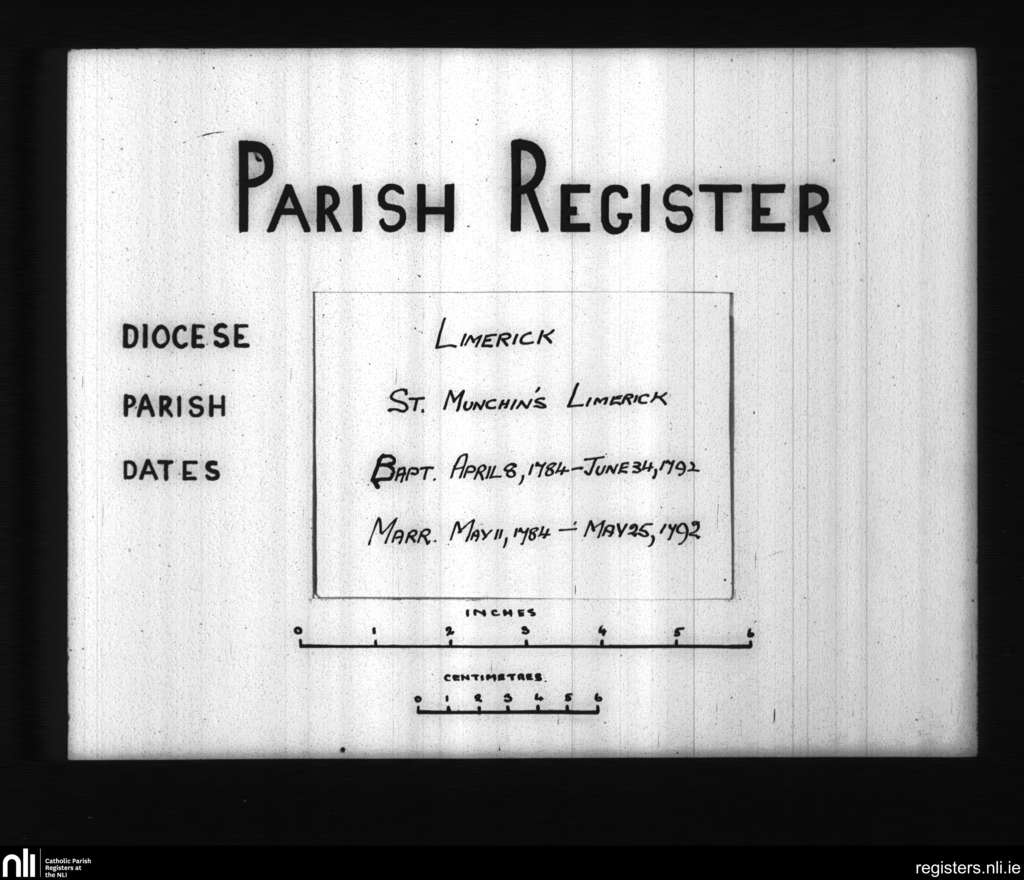 PARISH REGISTER
DIOCESE LIMERICK
PARISH ST. MUNCHIN'S LIMERICK
DATES BAPT. APRIL 8, 1784 – JUNE 34, 1792
MARR. MAY 11, 1784 – MAY 25, 1792
INCHES
0 1 2 3 4 5 6
CENTIMETRES.
0 1 2 3 4 5 6
nli Catholic Parish
Registers at
the NLI
registers.nli.ie